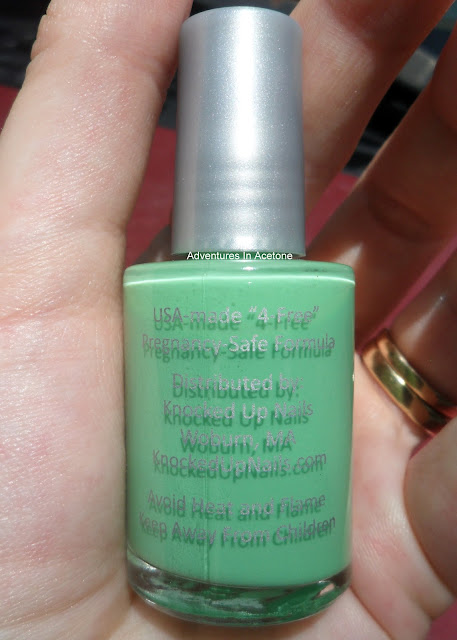 Adventures In Acetone
USA-made "4-Free"
Pregnancy-Safe Formula
Distributed by:
Knocked Up Nails
Woburn, MA
KnockedUpNails.com
Avoid Heat and Flame
Keep Away From Children